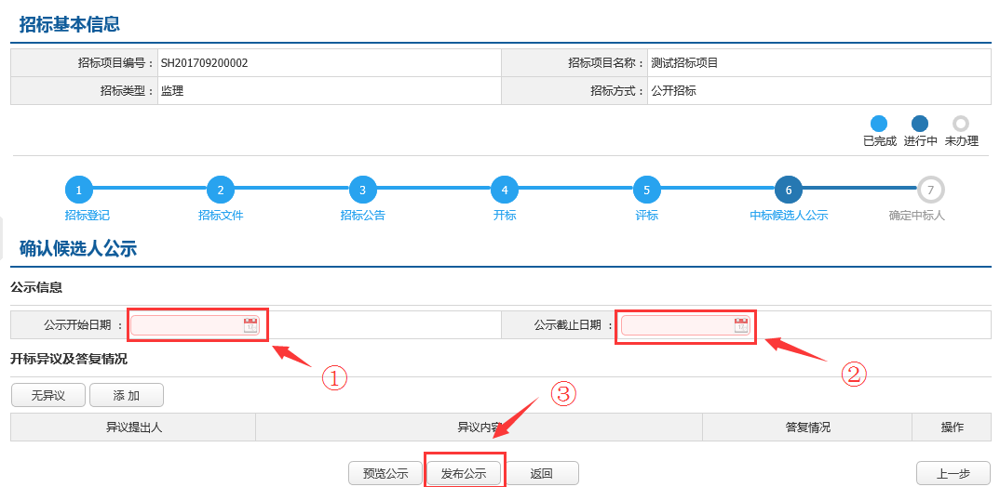 招标基本信息
招标项目编号： SH201709200002 招标项目名称： 测试招标项目
招标类型： 监理 招标方式： 公开招标
已完成 进行中 未办理
1 2 3 4 5 6 7
招标登记 招标文件 招标公告 开标 评标 中标候选人公示 确定中标人
确认候选人公示
公示信息
公示开始日期 ： 公示截止日期 ：
① ②
开标异议及答复情况
③
无异议 添 加
异议提出人 异议内容 答复情况 操作
预览公示 发布公示 返回 上一步